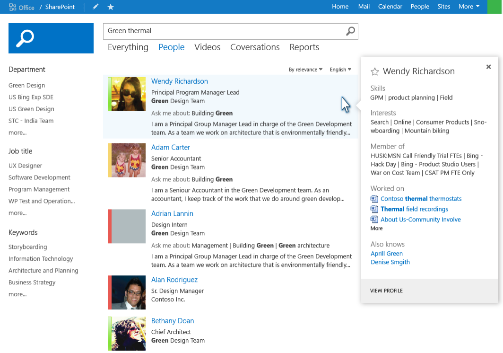 Office / SharePoint
Home Mail Calendar People Sites More
Green thermal
Everything People Videos Coversations Reports
By relevance English
Department
Green Design
US Bing Exp SDE
US Green Design
STC - India Team
more...
Job title
UX Designer
Software Development
Program Management
WP Test and Operation...
more...
Keywords
Storyboarding
Information Technology
Architecture and Planning
Business Strategy
more...
Wendy Richardson
Principal Program Manager Lead
Green Design Team
Ask me about: Building Green
I am a Principal Group Manager Lead in charge of the Green Development
team. As a team we work on architecture that is environmentally friendly...
Adam Carter
Senior Accountant
Green Design Team
Ask me about: Building Green
I am a Seniour Accountant in the Green Development team. As an
accountant, I keep track of the work that we do around green develop...
Adrian Lannin
Design Intern
Green Design Team
Ask me about: Management | Building Green | Green architecture
I am a Principal Group Manager Lead in charge of the Green Development
team. As a team we work on architecture that is environmentally friendly...
Alan Rodriguez
Sr. Design Manager
Contoso Inc.
Bethany Doan
Chief Architect
Green Design Team
Wendy Richardson
Skills
GPM | product planning | Field
Interests
Search | Online | Consumer Products | Sno-
wboarding | Mountain biking
Member of
HUSK:MSN Call Friendly Trial FTEs | Bing -
Hack Day | Bing - Product Studio Users |
War on Cost Team | CSAT PM FTE Only
Worked on
Contoso thermal thermostats
Thermal field recordings
About Us-Community Involve
More
Also knows
April Green
Denise Smgith
VIEW PROFILE